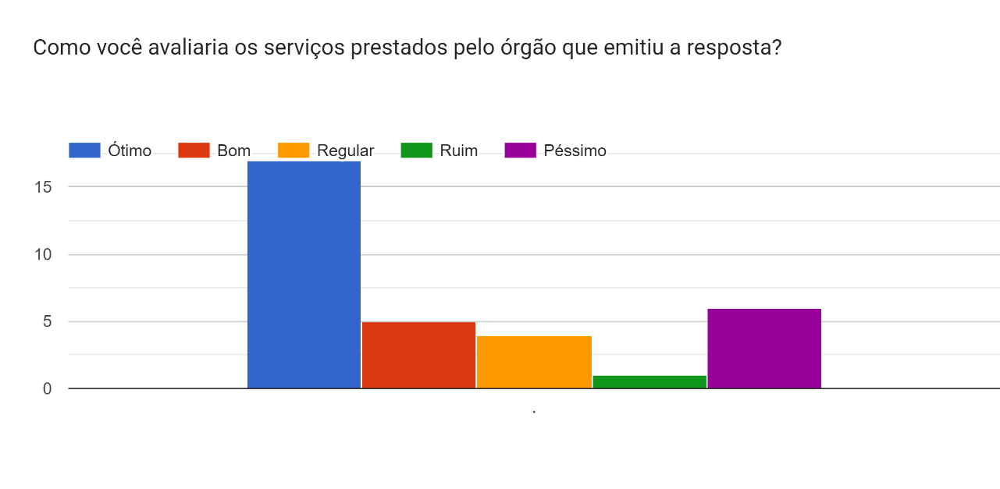 Como você avaliaria os serviços prestados pelo órgão que emitiu a resposta?
Ótimo Bom Regular Ruim Péssimo
15
10
5
0
.